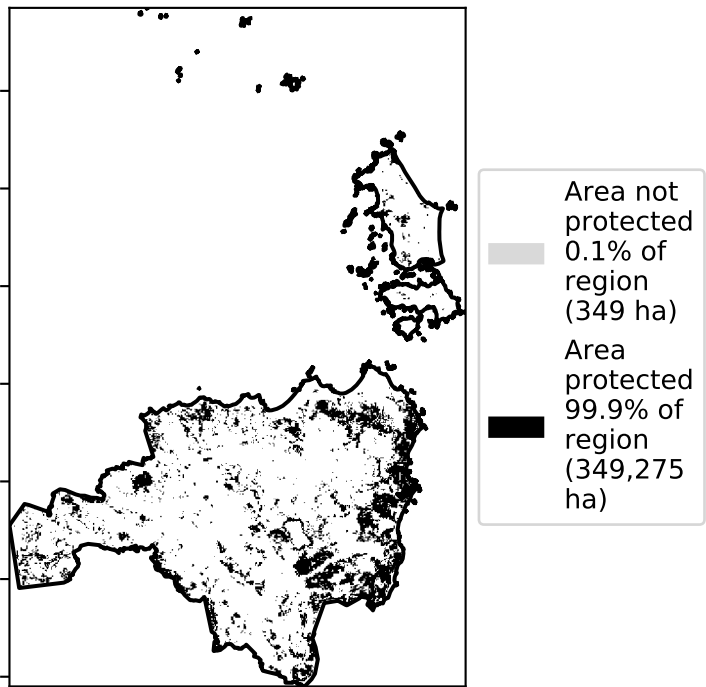 Area not
protected
0.1% of
region
(349 ha)
Area
protected
99.9% of
region
(349,275
ha)